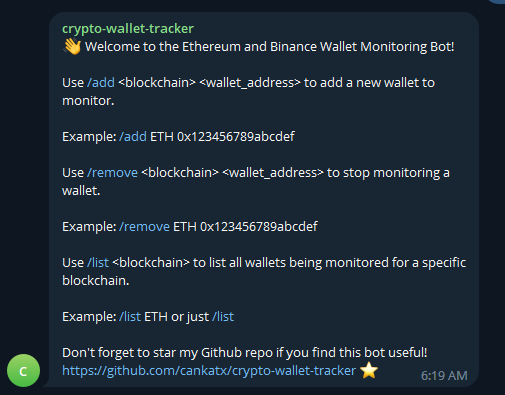 crypto-wallet-tracker
👋 Welcome to the Ethereum and Binance Wallet Monitoring Bot!
Use /add <blockchain> <wallet_address> to add a new wallet to
monitor.
Example: /add ETH 0x123456789abcdef
Use /remove <blockchain> <wallet_address> to stop monitoring a
wallet.
Example: /remove ETH 0x123456789abcdef
Use /list <blockchain> to list all wallets being monitored for a specific
blockchain.
Example: /list ETH or just /list
Don't forget to star my Github repo if you find this bot useful!
https://github.com/cankatx/crypto-wallet-tracker ⭐
C
6:19 AM